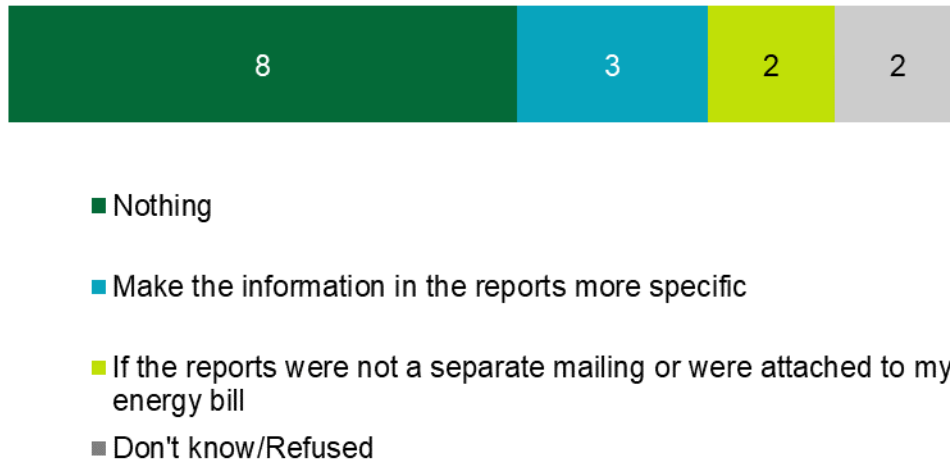 8 3 2 2
Nothing
Make the information in the reports more specific
If the reports were not a separate mailing or were attached to my
energy bill
Don't know/Refused